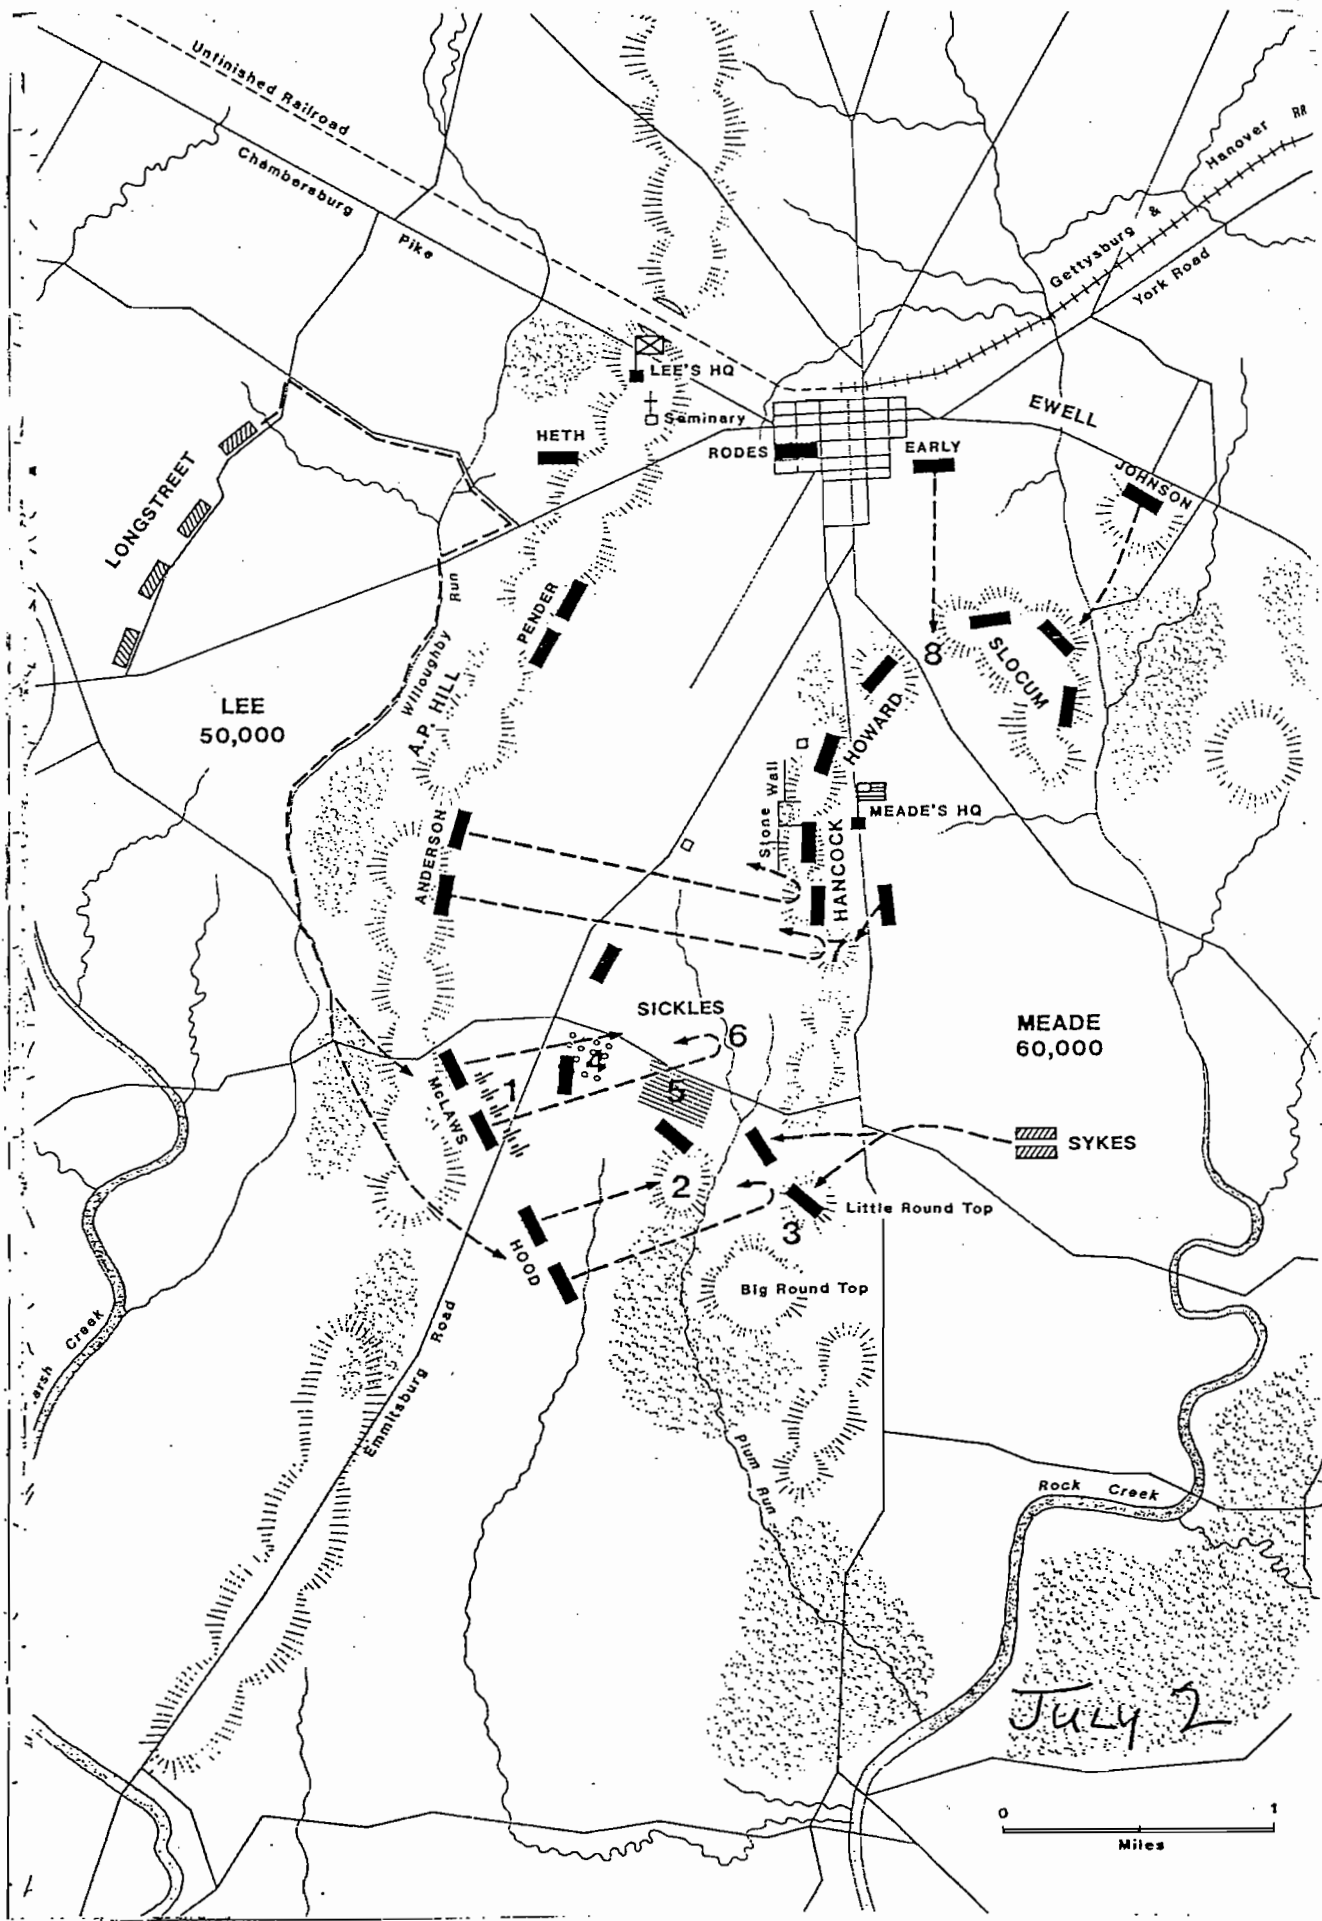 Unfinished Railroad
Chambersburg Pike
Gettysburg & Hanover RR
York Road
LEE'S HQ
Seminary
HETH
RODES
EARLY
EWELL
JOHNSON
LONGSTREET
Run
Willoughby
PENDER
A.P. HILL
LEE
50,000
8
SLOCUM
HOWARD
Stone Wall
MEADE'S HQ
HANCOCK
ANDERSON
7
SICKLES
6
MEADE
60,000
4
5
1
McLAWS
SYKES
2
3
Little Round Top
HOOD
Big Round Top
arsh Creek
Emmitsburg Road
Plum Run
Rock Creek
July 2
0 1
Miles